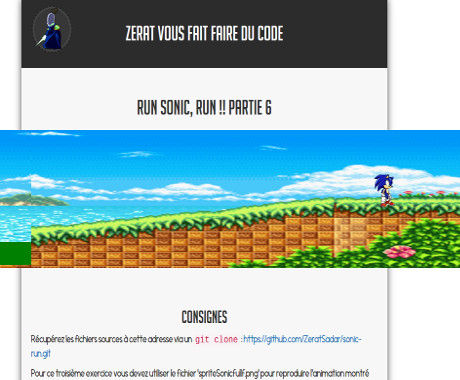 ZERAT VOUS FAIT FAIRE DU CODE
RUN SONIC, RUN !! PARTIE 6
CONSIGNES
Récupérez les fichiers sources à cette adresse via un git clone :https://github.com/ZeratSadar/sonic-
run.git
Pour ce troisième exercice vous devez utiliser le fichier 'spriteSonicfullf.png' pour reproduire l'animation montré